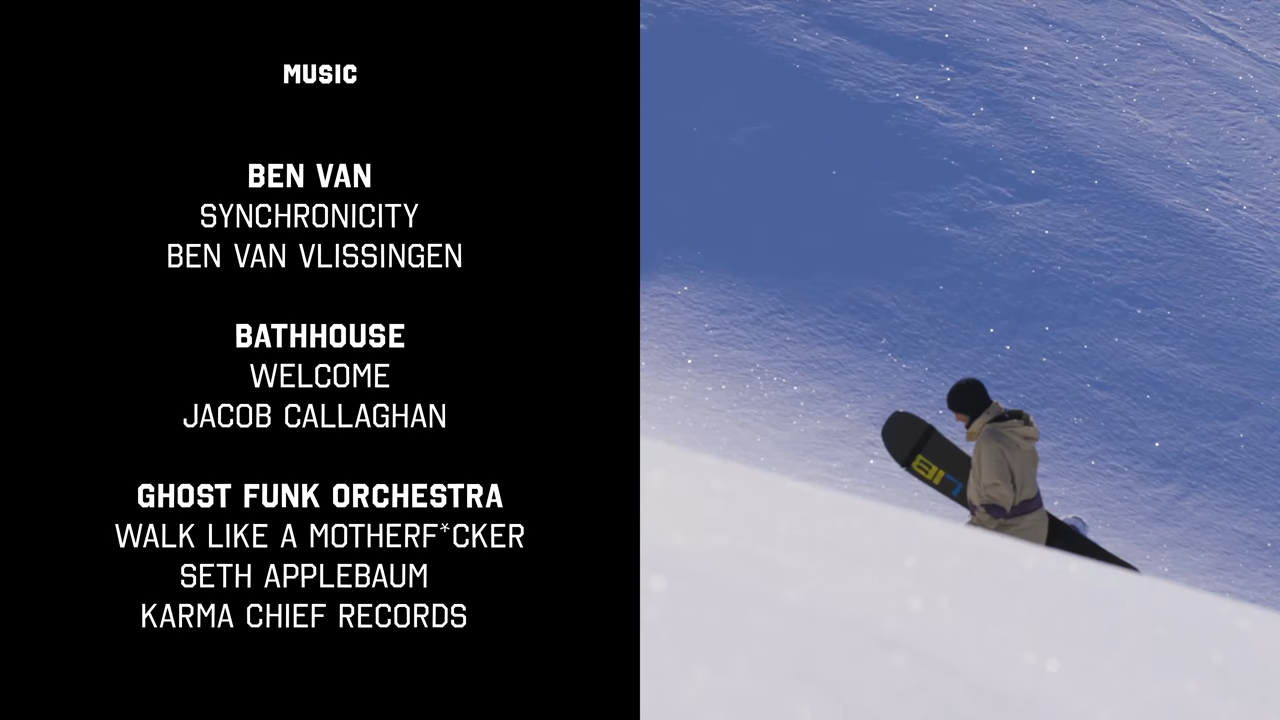 MUSIC
BEN VAN
SYNCHRONICITY
BEN VAN VLISSINGEN
BATHHOUSE
WELCOME
JACOB CALLAGHAN
GHOST FUNK ORCHESTRA
WALK LIKE A MOTHERF*CKER
SETH APPLEBAUM
KARMA CHIEF RECORDS
LIB